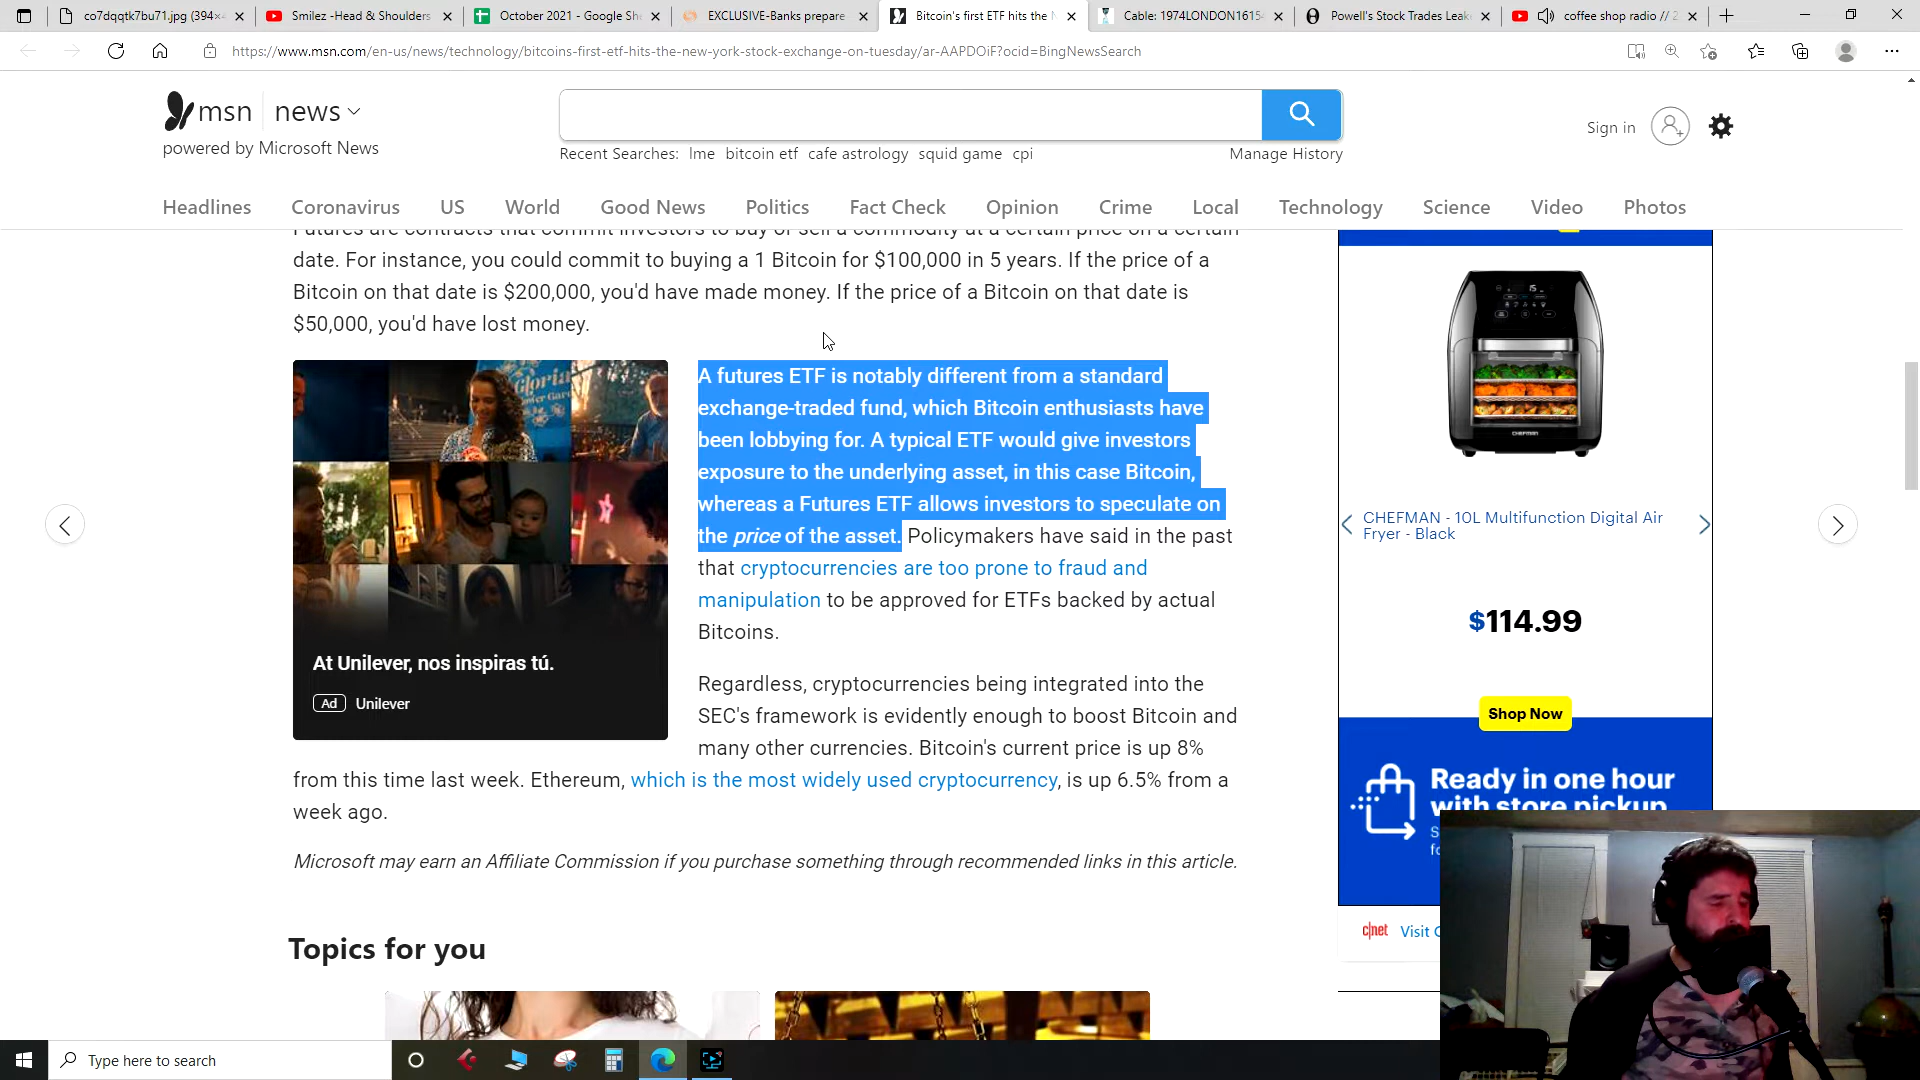 co7dqqtk7bu71.jpg (394×
Smilez -Head & Shoulders
October 2021 - Google She
EXCLUSIVE-Banks prepare
Bitcoin's first ETF hits the N
Cable: 1974LONDON1615
Powell's Stock Trades Leak
coffee shop radio // 2
https://www.msn.com/en-us/news/technology/bitcoins-first-etf-hits-the-new-york-stock-exchange-on-tuesday/ar-AAPDOiF?ocid=BingNewsSearch
msn news
powered by Microsoft News
Recent Searches: lme bitcoin etf cafe astrology squid game cpi
Manage History
Sign in
Headlines Coronavirus US World Good News Politics Fact Check Opinion Crime Local Technology Science Video Photos
Futures are contracts that commit investors to buy or sell a commodity at a certain price on a certain
date. For instance, you could commit to buying a 1 Bitcoin for $100,000 in 5 years. If the price of a
Bitcoin on that date is $200,000, you'd have made money. If the price of a Bitcoin on that date is
$50,000, you'd have lost money.
A futures ETF is notably different from a standard
exchange-traded fund, which Bitcoin enthusiasts have
been lobbying for. A typical ETF would give investors
exposure to the underlying asset, in this case Bitcoin,
whereas a Futures ETF allows investors to speculate on
the price of the asset. Policymakers have said in the past
that cryptocurrencies are too prone to fraud and
manipulation to be approved for ETFs backed by actual
Bitcoins.
At Unilever, nos inspiras tú.
Ad Unilever
Regardless, cryptocurrencies being integrated into the
SEC's framework is evidently enough to boost Bitcoin and
many other currencies. Bitcoin's current price is up 8%
from this time last week. Ethereum, which is the most widely used cryptocurrency, is up 6.5% from a
week ago.
Microsoft may earn an Affiliate Commission if you purchase something through recommended links in this article.
Topics for you
CHEFMAN
CHEFMAN - 10L Multifunction Digital Air
Fryer - Black
$114.99
Shop Now
Ready in one hour
with store pickup
c|net Visit
Type here to search